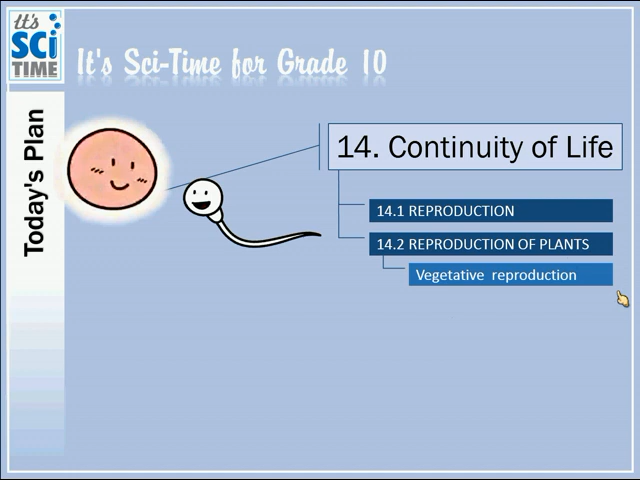 It's
SCi
TIME
It's Sci-Time for Grade 10
Today's Plan
14. Continuity of Life
14.1 REPRODUCTION
14.2 REPRODUCTION OF PLANTS
Vegetative reproduction